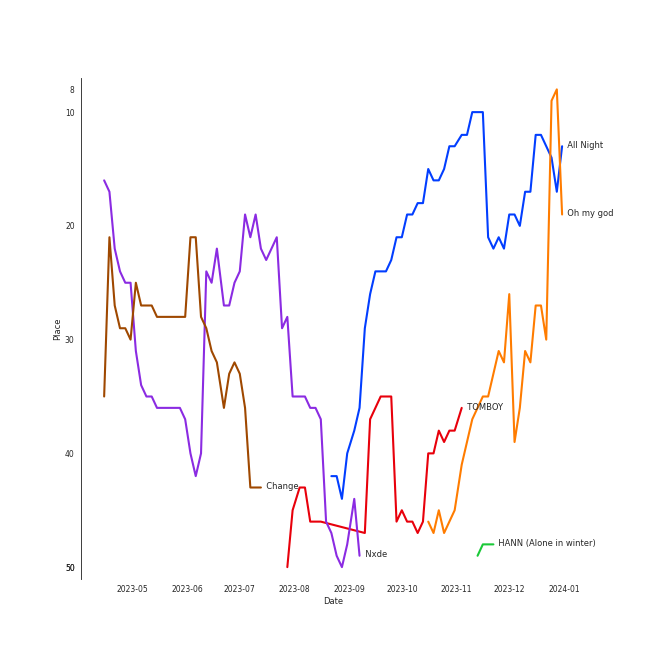 8
10
All Night
Oh my god
20
30
Place
TOMBOY
40
Change
HANN (Alone in winter)
Nxde
50
2023-05 2023-06 2023-07 2023-08 2023-09 2023-10 2023-11 2023-12 2024-01
Date